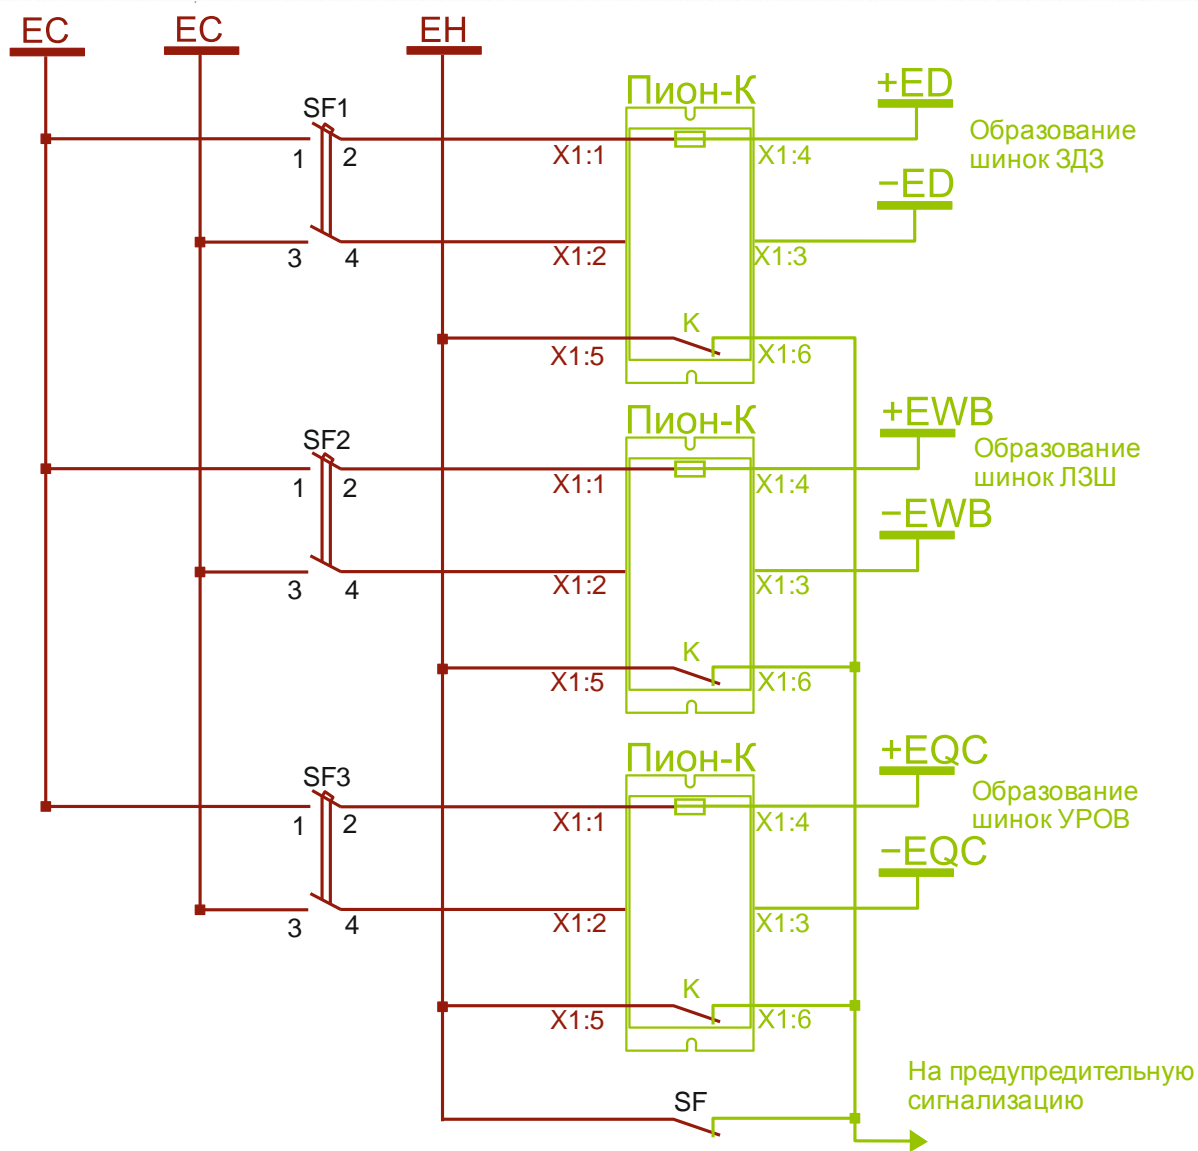 EC
EC
EH
SF1
Пион-К
+ED
Образование
шинок ЗДЗ
1
2
X1:1
X1:4
−ED
3
4
X1:2
X1:3
K
X1:5
X1:6
SF2
Пион-К
+EWB
Образование
шинок ЛЗШ
1
2
X1:1
X1:4
−EWB
3
4
X1:2
X1:3
K
X1:5
X1:6
SF3
Пион-К
+EQC
Образование
шинок УРОВ
1
2
X1:1
X1:4
−EQC
3
4
X1:2
X1:3
K
X1:5
X1:6
На предупредительную
сигнализацию
SF